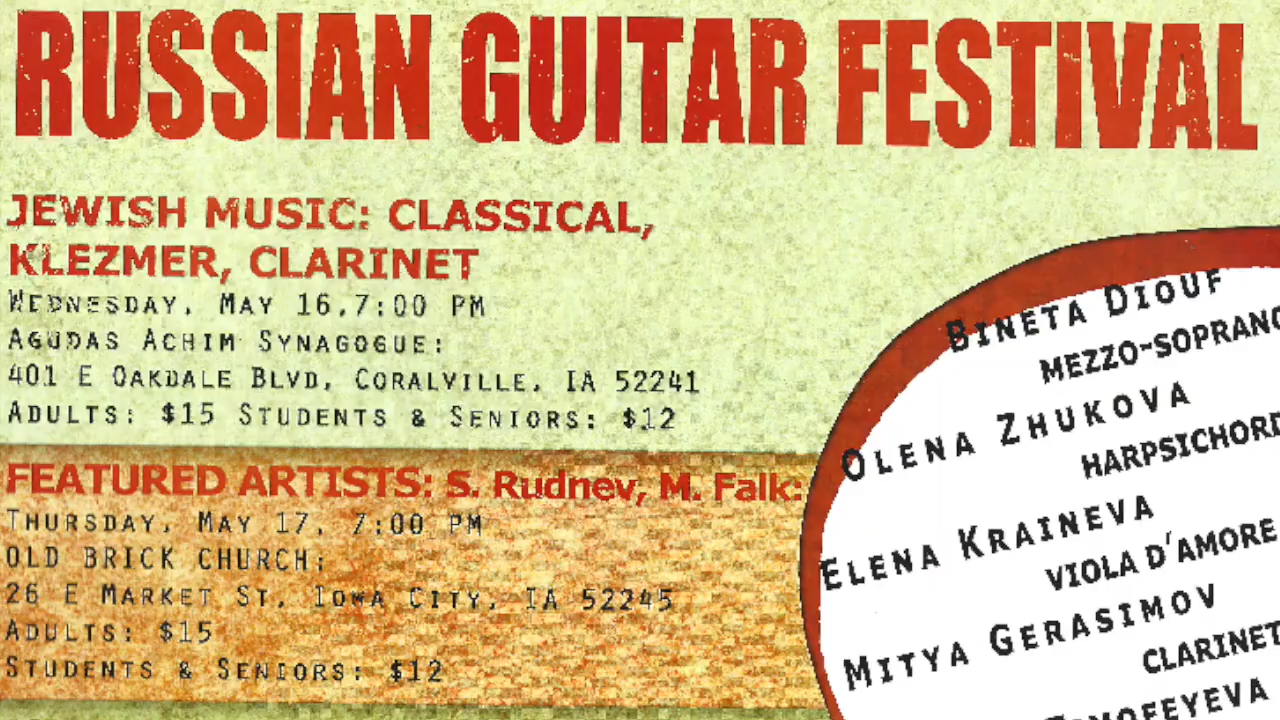 RUSSIAN GUITAR FESTIVAL
JEWISH MUSIC: CLASSICAL,
KLEZMER, CLARINET
WEDNESDAY, MAY 16,7:00 PM
AGUDAS ACHIM SYNAGOGUE:
401 E OAKDALE BLVD, CORALVILLE, IA 52241
ADULTS: $15 STUDENTS & SENIORS: $12
FEATURED ARTISTS: S. Rudnev, M. Falk:
THURSDAY, MAY 17, 7:00 PM
OLD BRICK CHURCH:
26 E MARKET ST, IOWA CITY, IA 52245
ADULTS: $15
STUDENTS & SENIORS: $12
BINETA DIOUF
MEZZO-SOPRANO
OLENA ZHUKOVA
HARPSICHORD
ELENA KRAINEVA
VIOLA D'AMORE
MITYA GERASIMOV
CLARINET